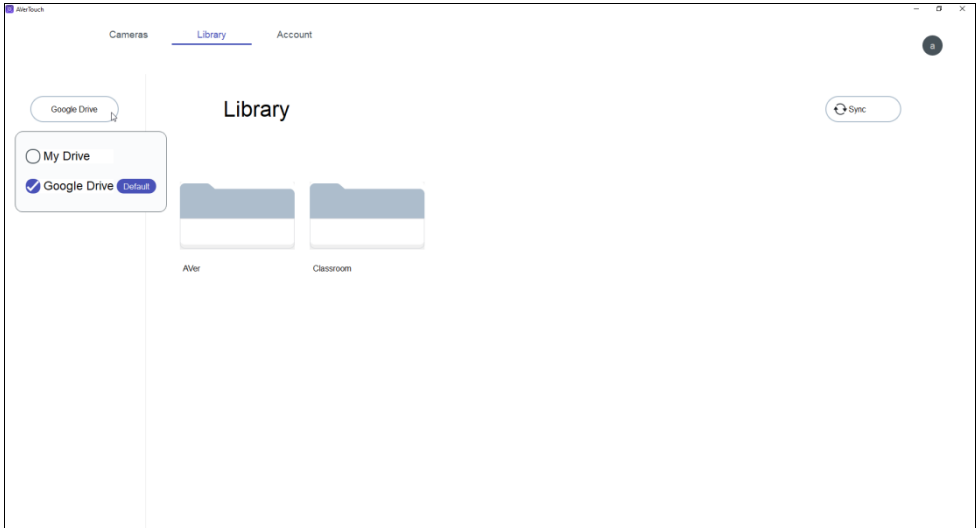 AVerTouch
Cameras Library Account
a
Google Drive
Library
Sync
My Drive
Google Drive Default
AVer
Classroom